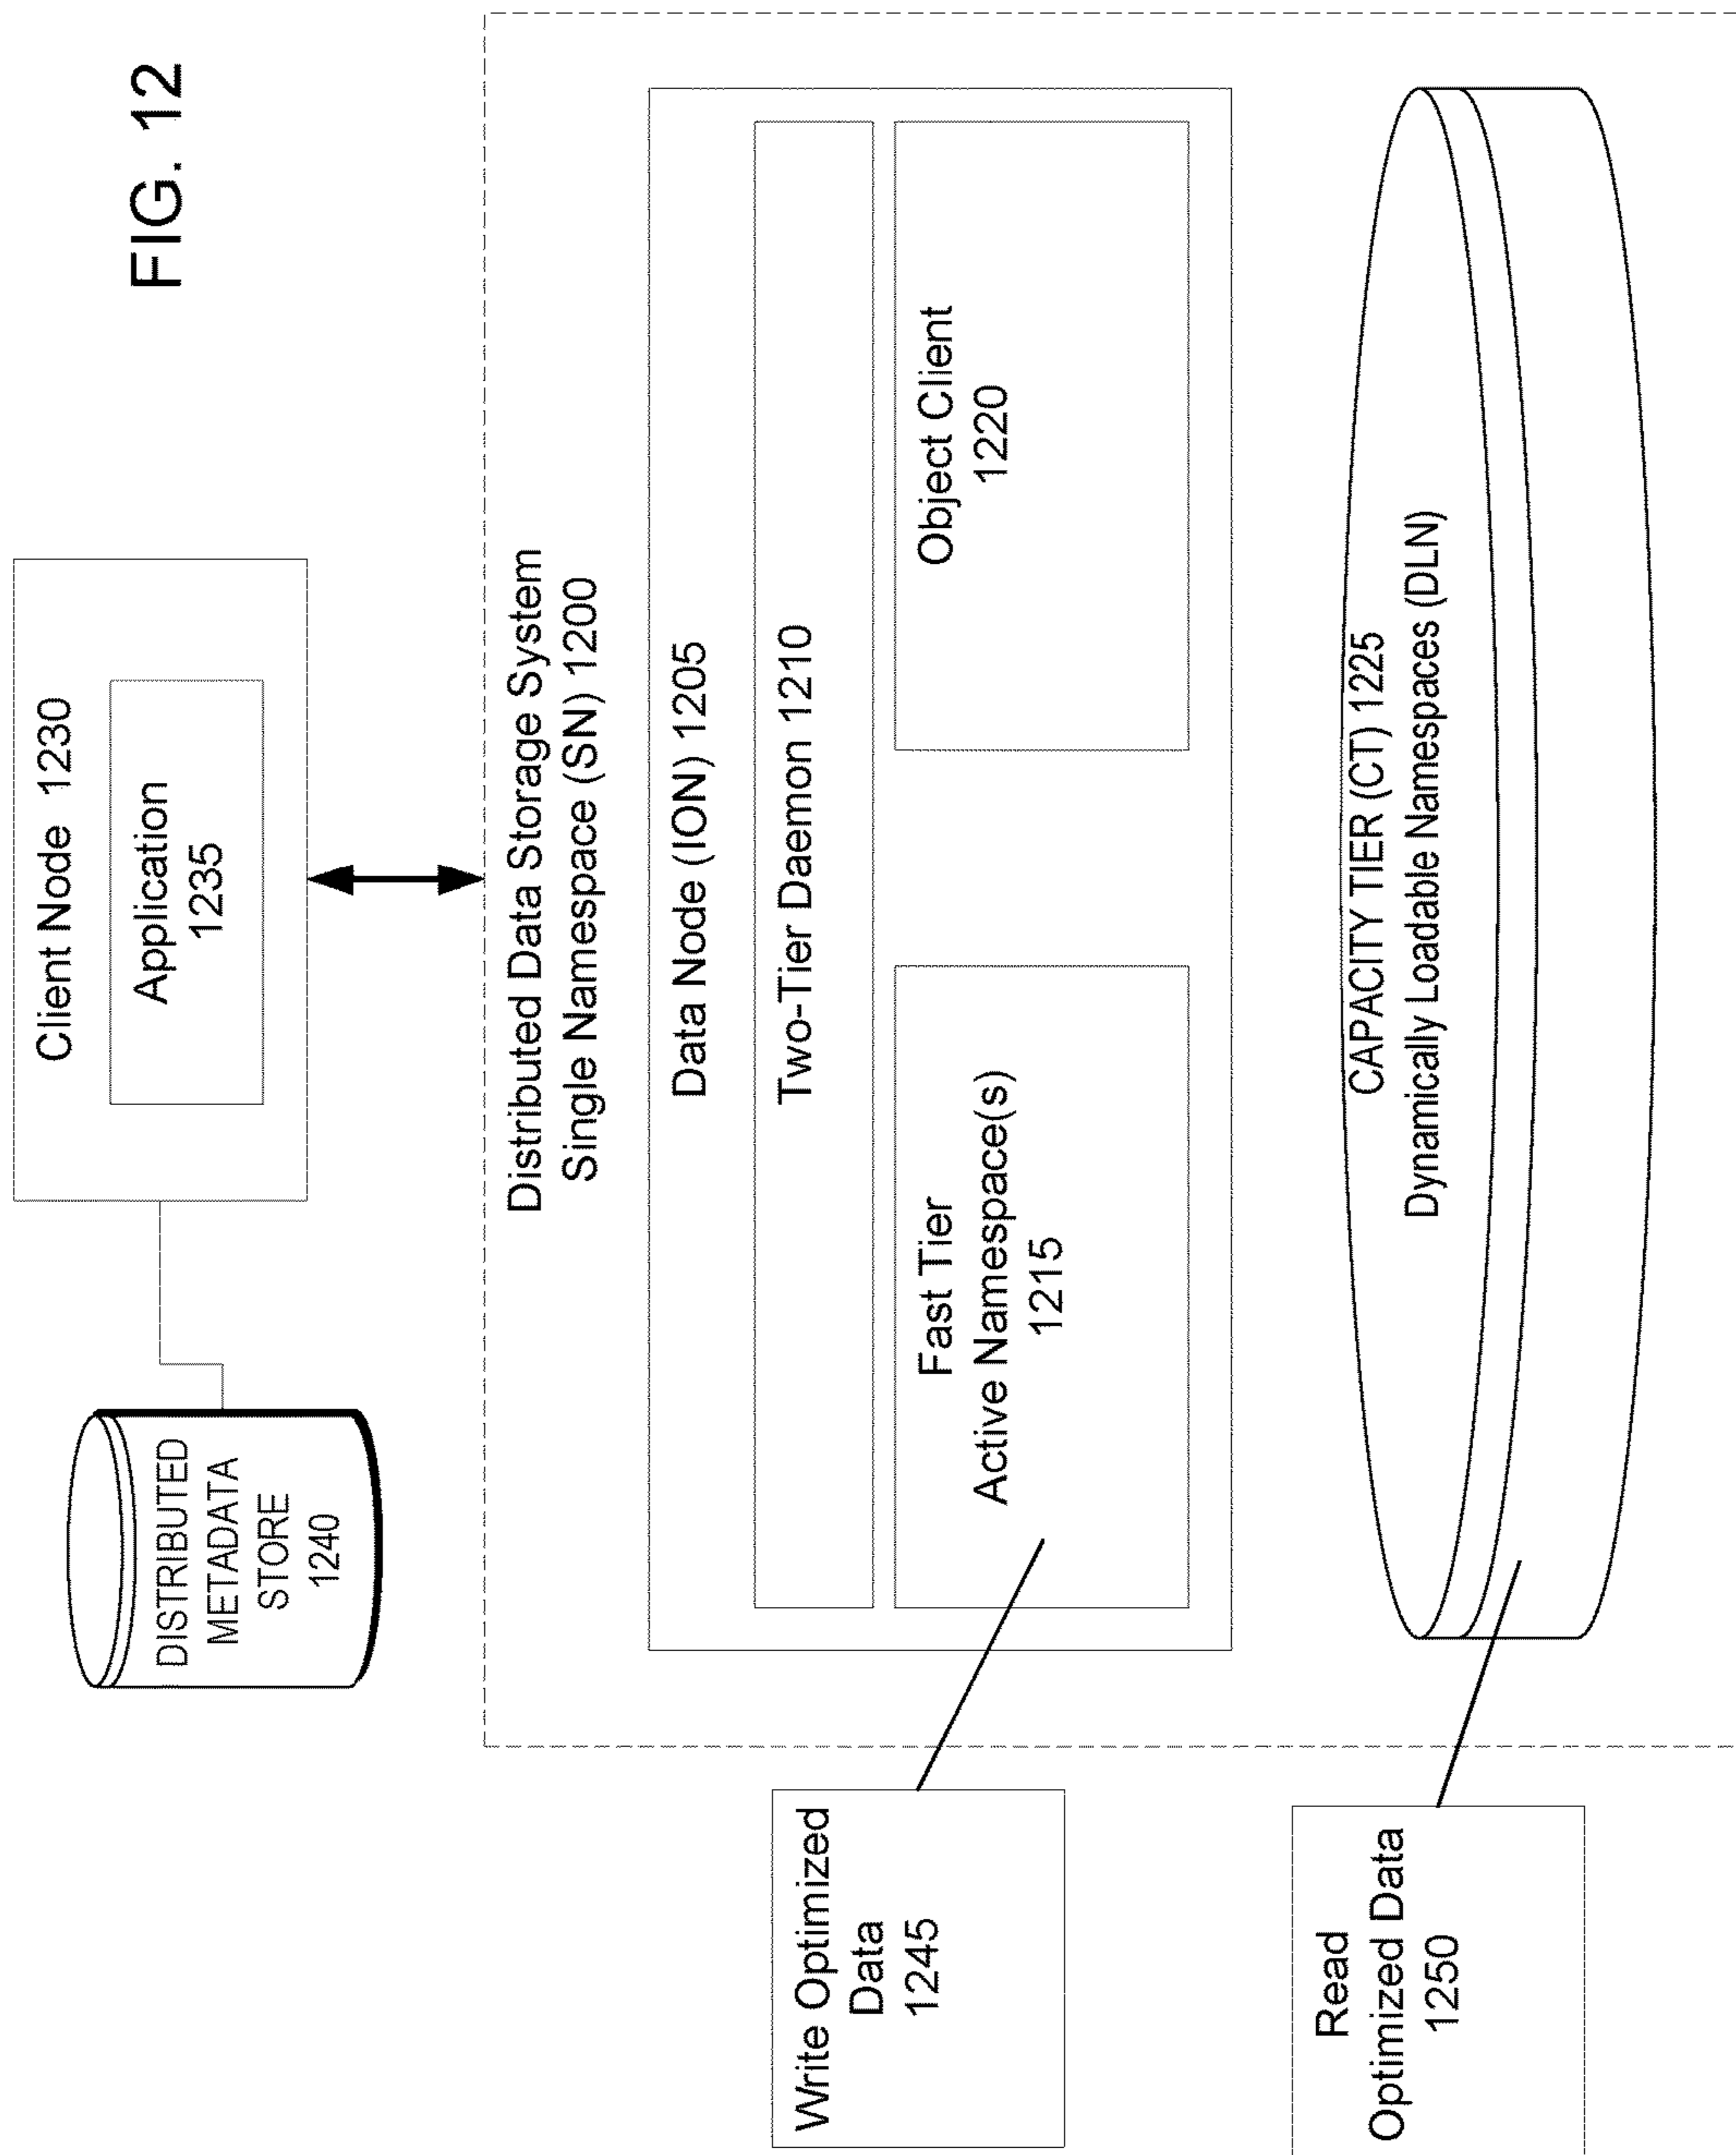 FIG. 12
DISTRIBUTED
METADATA
STORE
1240
Client Node 1230
Application
1235
Distributed Data Storage System
Single Namespace (SN) 1200
Data Node (ION) 1205
Two-Tier Daemon 1210
Fast Tier
Active Namespace(s)
1215
Object Client
1220
Write Optimized
Data
1245
CAPACITY TIER (CT) 1225
Dynamically Loadable Namespaces (DLN)
Read
Optimized Data
1250